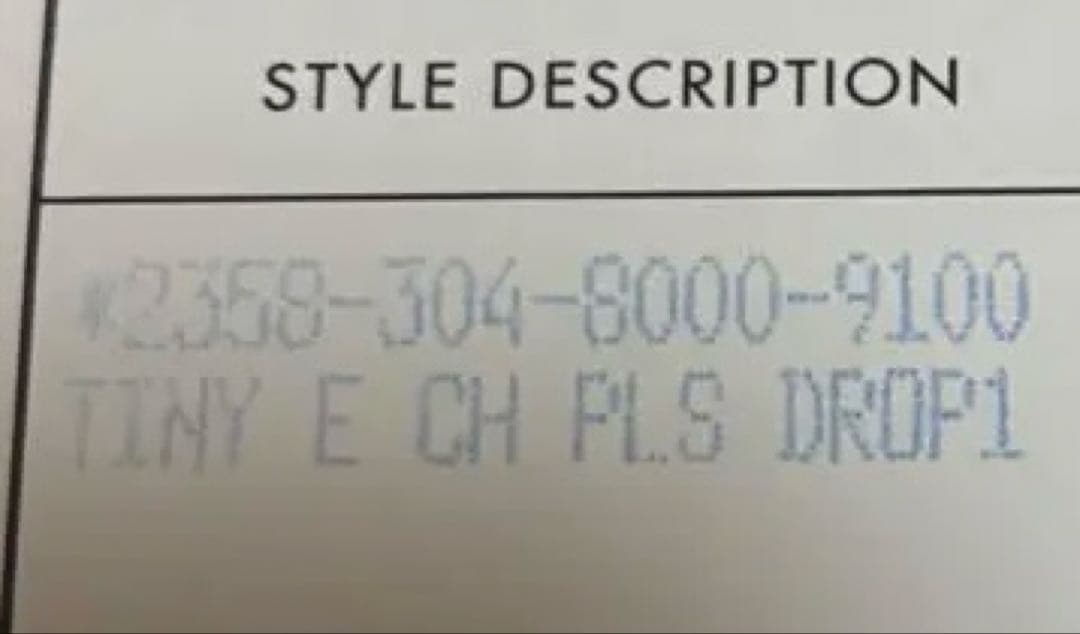 STYLE DESCRIPTION
*2358-304-8000-9100
TINY E CH PLS DROP1